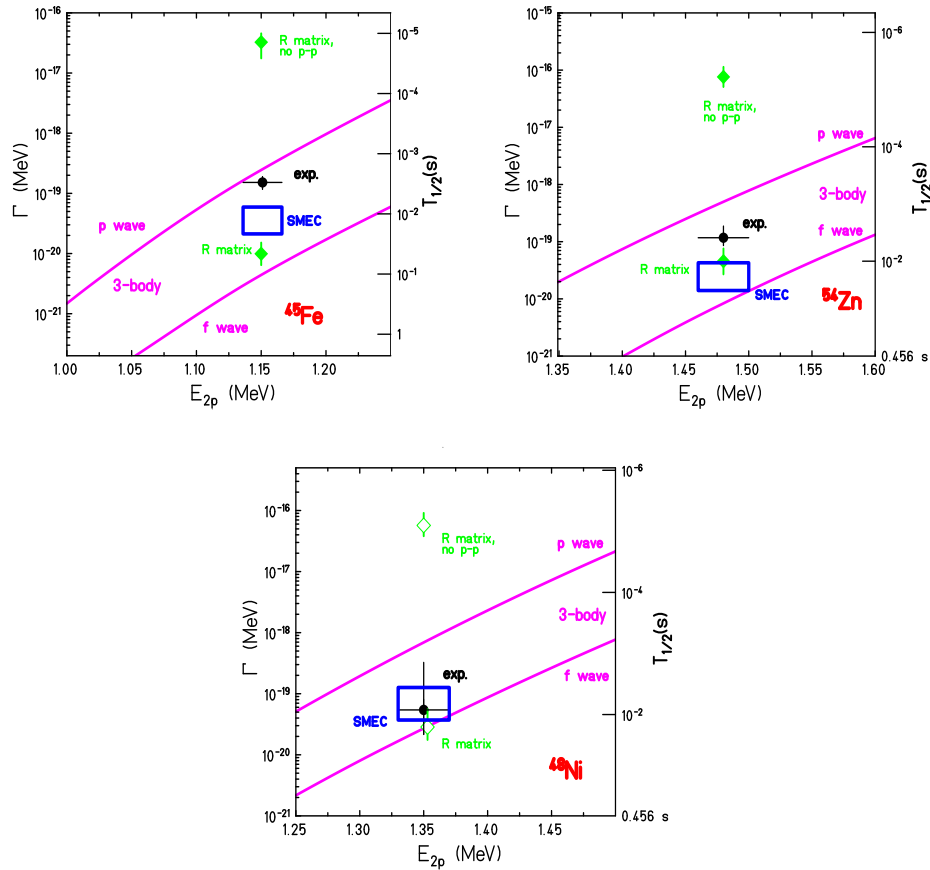 10⁻¹⁶
10⁻¹⁷
10⁻¹⁸
10⁻¹⁹
10⁻²⁰
10⁻²¹
Γ (MeV)
R matrix,
no p-p
exp.
SMEC
p wave
R matrix
3-body
f wave
⁴⁵Fe
10⁻⁵
10⁻⁴
10⁻³
10⁻²
10⁻¹
1
T1/2(s)
1.00
1.05
1.10
1.15
1.20
E2p (MeV)
10⁻¹⁵
10⁻¹⁶
10⁻¹⁷
10⁻¹⁸
10⁻¹⁹
10⁻²⁰
10⁻²¹
Γ (MeV)
R matrix,
no p-p
p wave
3-body
exp.
f wave
R matrix
SMEC
⁵⁴Zn
10⁻⁶
10⁻⁴
10⁻²
0.456 s
T1/2(s)
1.35
1.40
1.45
1.50
1.55
1.60
E2p (MeV)
10⁻¹⁶
10⁻¹⁷
10⁻¹⁸
10⁻¹⁹
10⁻²⁰
10⁻²¹
Γ (MeV)
R matrix,
no p-p
p wave
3-body
exp.
f wave
SMEC
R matrix
⁴⁸Ni
10⁻⁶
10⁻⁴
10⁻²
0.456 s
T1/2(s)
1.25
1.30
1.35
1.40
1.45
E2p (MeV)